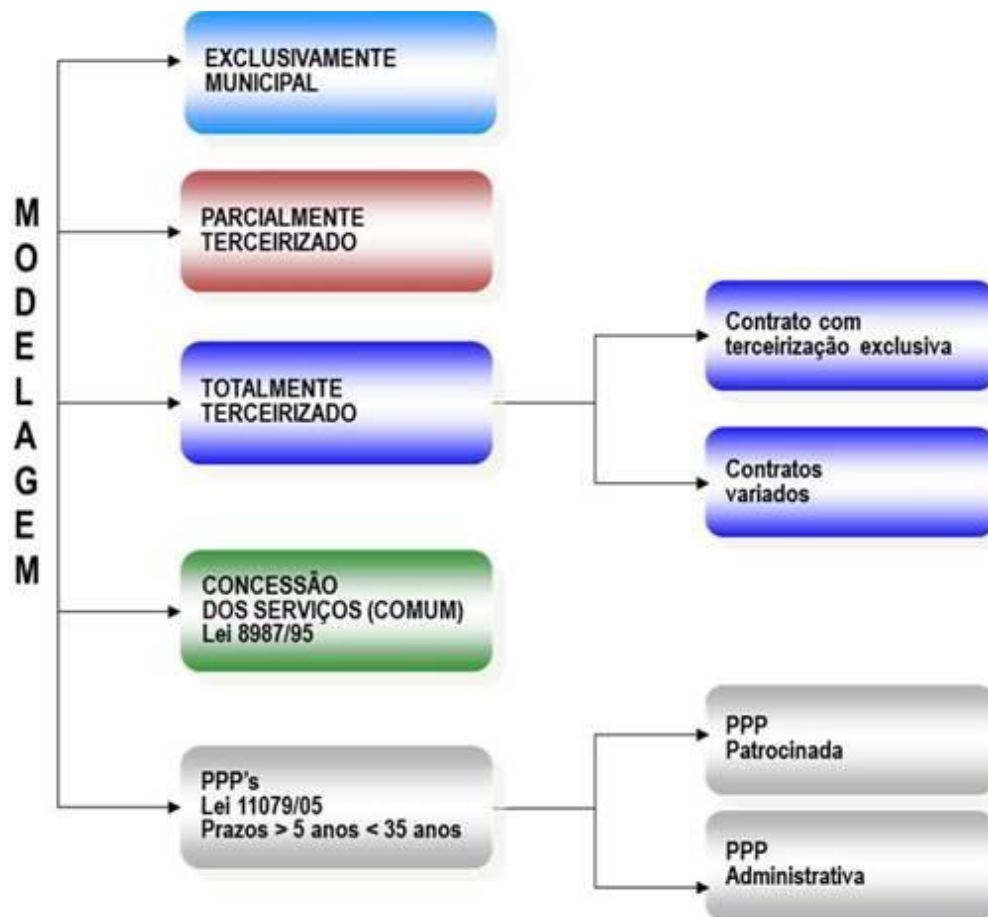 MODELAGEM
EXCLUSIVAMENTE
MUNICIPAL
PARCIALMENTE
TERCEIRIZADO
TOTALMENTE
TERCEIRIZADO
Contrato com
terceirização exclusiva
Contratos
variados
CONCESSÃO
DOS SERVIÇOS (COMUM)
Lei 8987/95
PPP's
Lei 11079/05
Prazos > 5 anos < 35 anos
PPP
Patrocinada
PPP
Administrativa